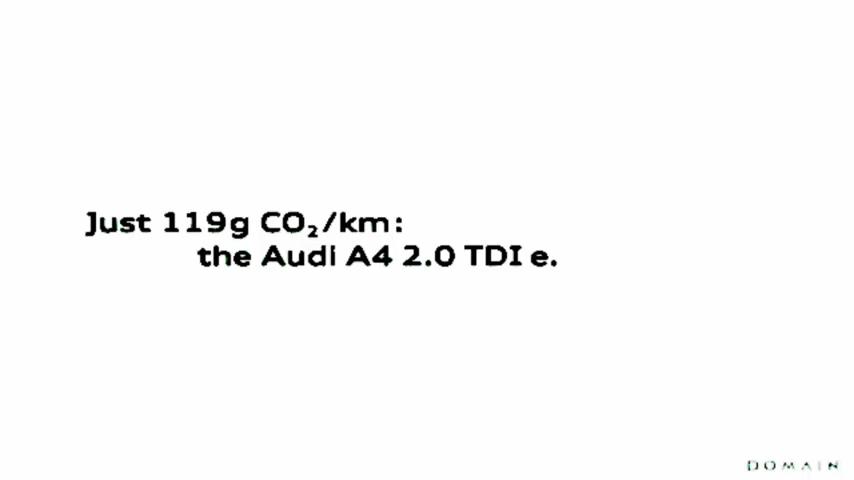 Just 119g CO₂/km:
the Audi A4 2.0 TDI e.
DOMAIN